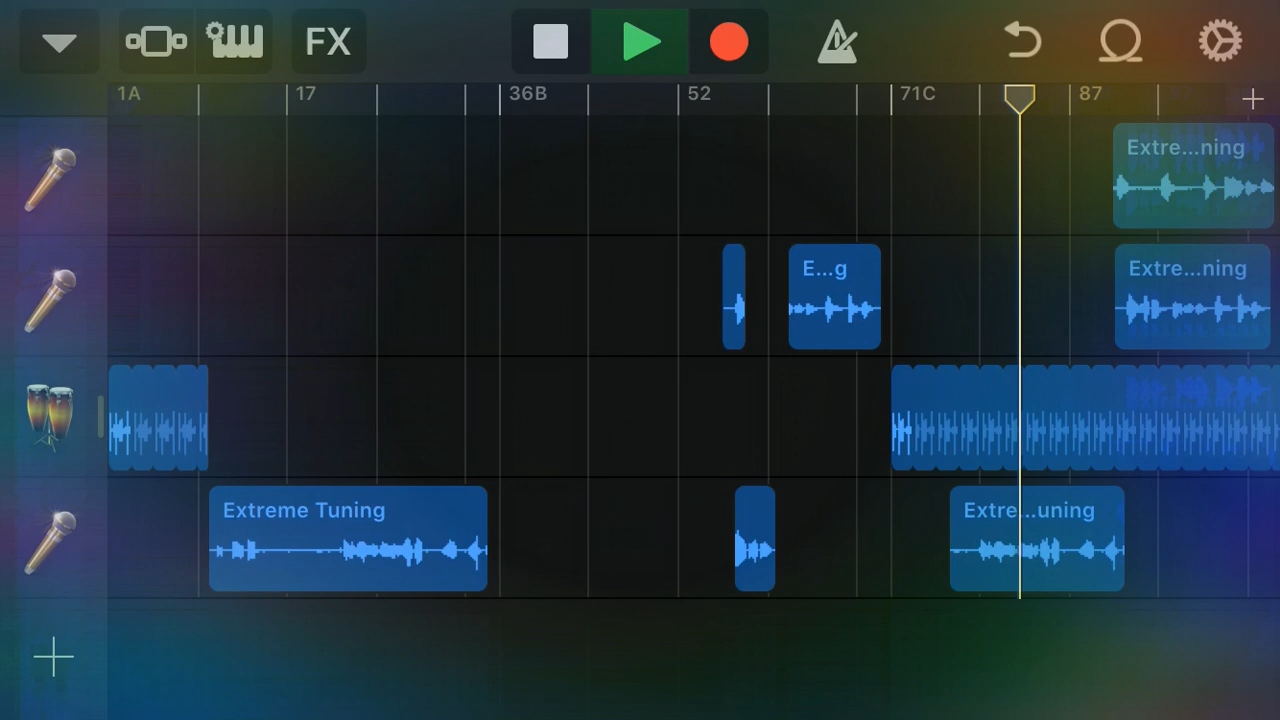 FX
1A 17 36B 52 71C 87
Extre...ning
E...g Extre...ning
Extreme Tuning Extre...uning